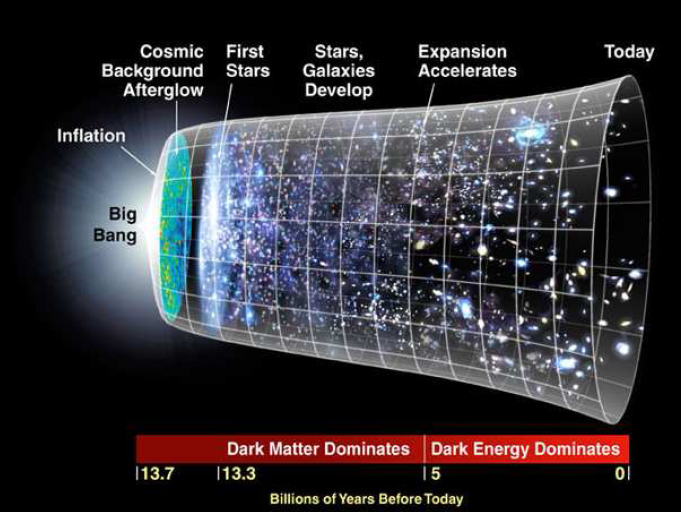 Cosmic
Background
Afterglow
First
Stars
Stars,
Galaxies
Develop
Expansion
Accelerates
Today
Inflation
Big
Bang
Dark Matter Dominates
Dark Energy Dominates
13.7
13.3
5
0
Billions of Years Before Today